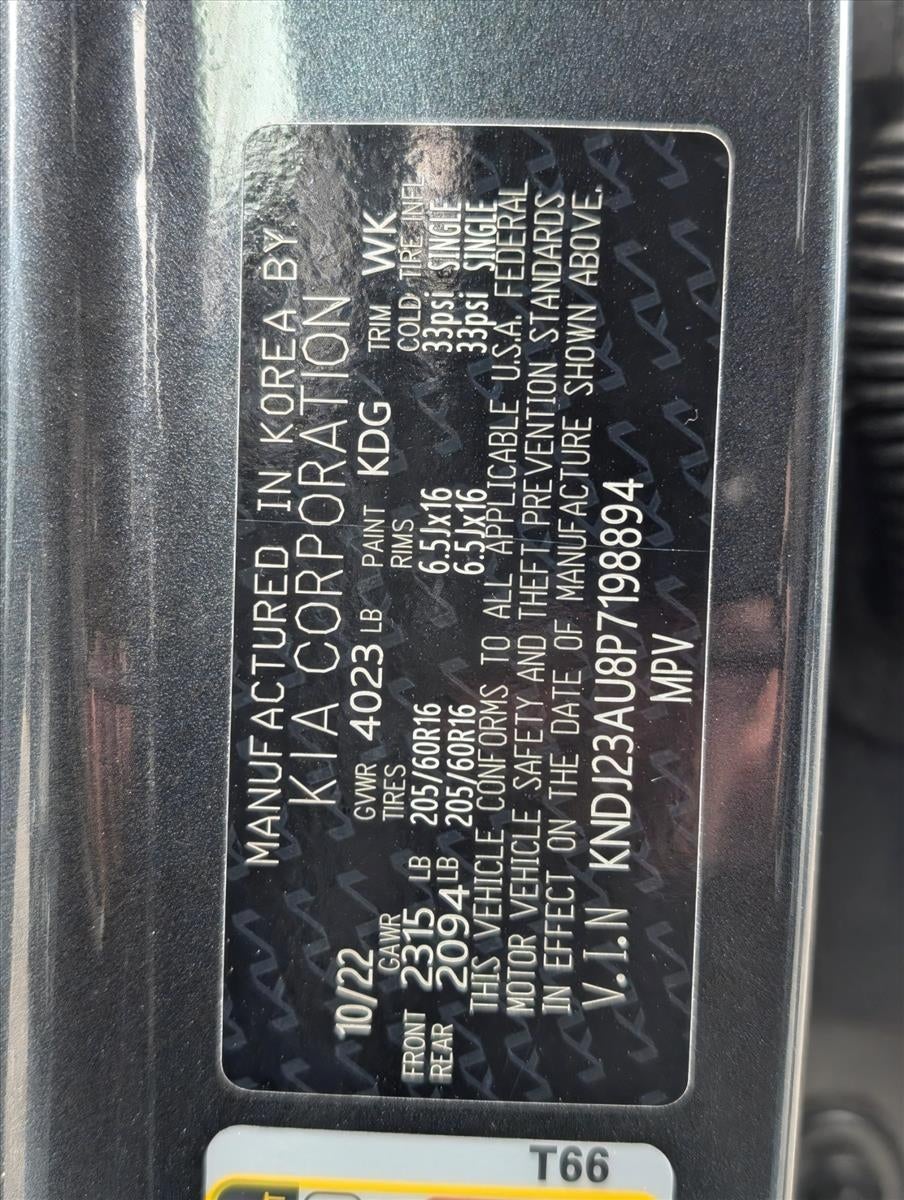 MANUFACTURED IN KOREA BY
KIA CORPORATION
10/22 GVWR 4023 LB PAINT KDG TRIM WK
GAWR TIRES RIMS COLD TIRE INFL
FRONT 2315 LB 205/60R16 6.5Jx16 33psi SINGLE
REAR 2094 LB 205/60R16 6.5Jx16 33psi SINGLE
THIS VEHICLE CONFORMS TO ALL APPLICABLE U.S.A. FEDERAL
MOTOR VEHICLE SAFETY AND THEFT PREVENTION STANDARDS
IN EFFECT ON THE DATE OF MANUFACTURE SHOWN ABOVE.
V.I.N KNDJ23AU8P7198894
MPV
T66